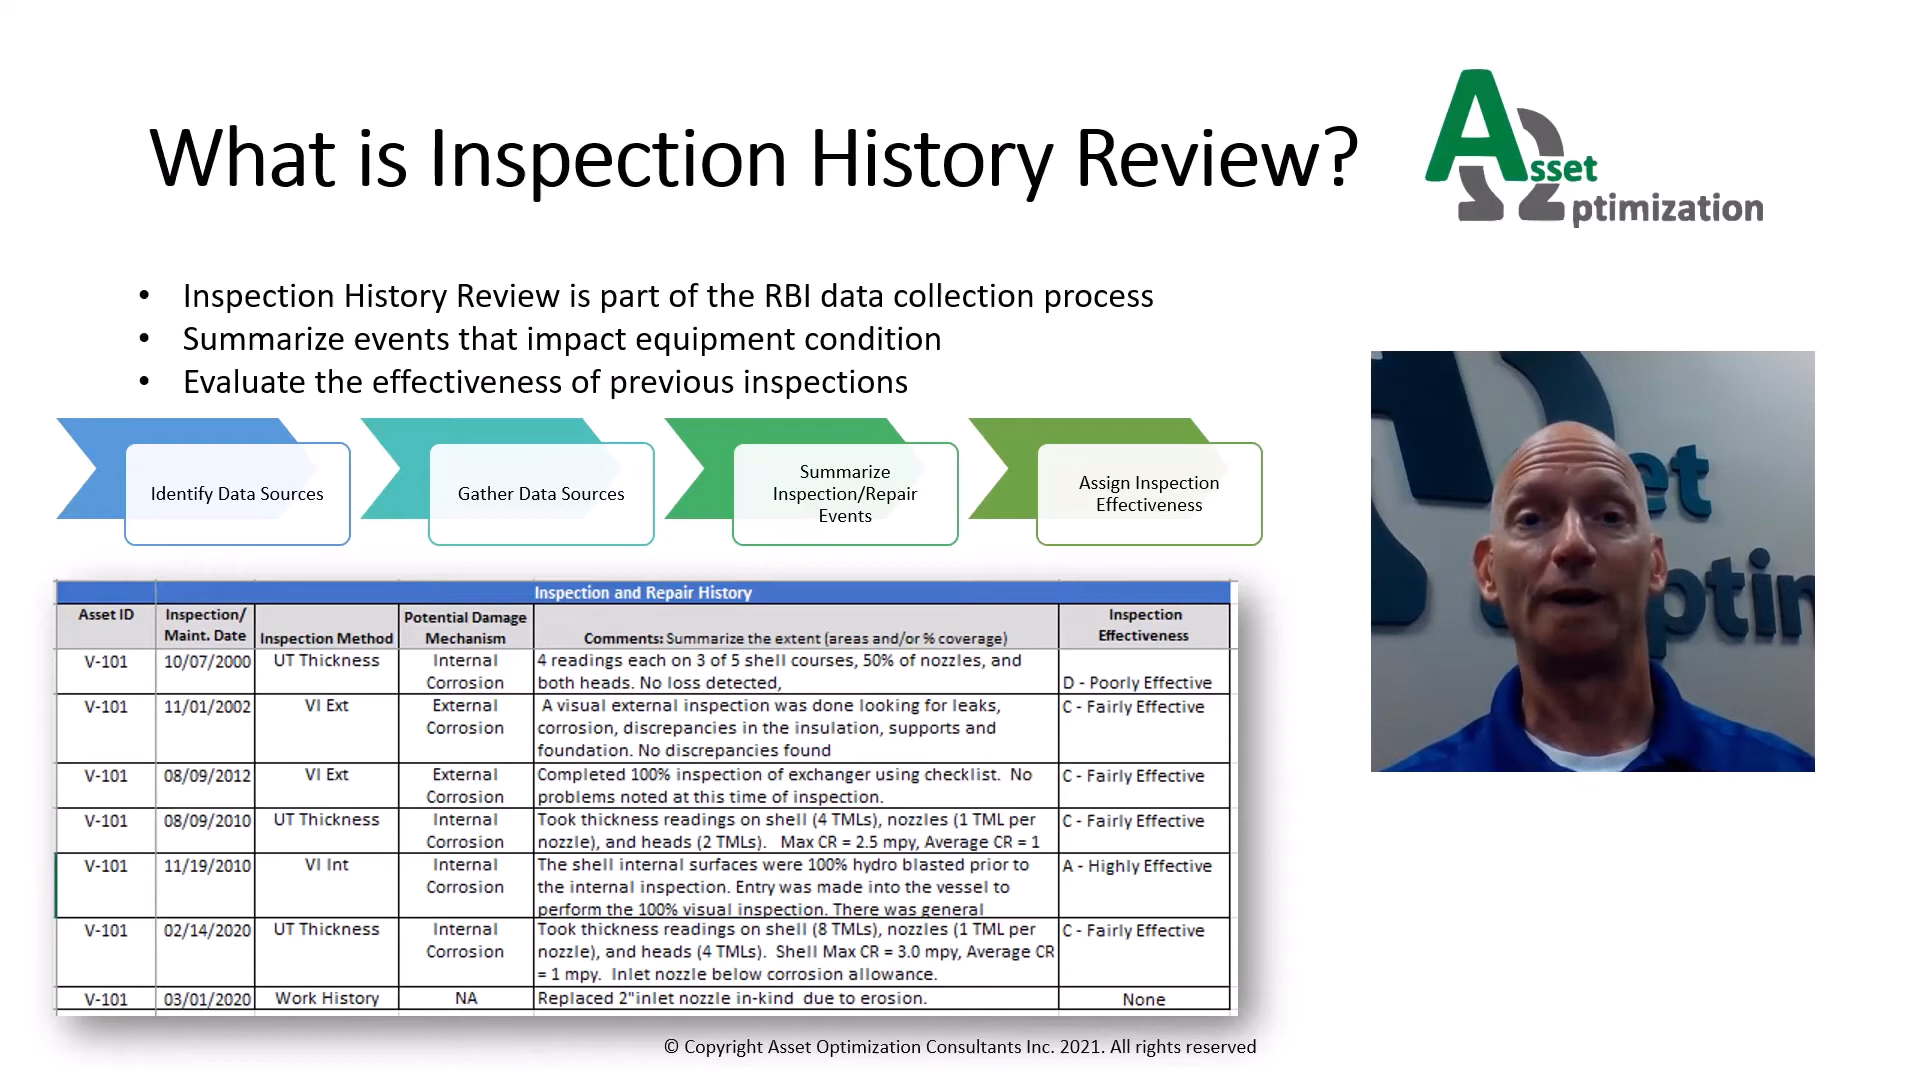 What is Inspection History Review?
Asset
Optimization
• Inspection History Review is part of the RBI data collection process
• Summarize events that impact equipment condition
• Evaluate the effectiveness of previous inspections
Identify Data Sources
Gather Data Sources
Summarize
Inspection/Repair
Events
Assign Inspection
Effectiveness
set
ptin
Inspection and Repair History
Asset ID
Inspection/
Maint. Date
Inspection Method
Potential Damage
Mechanism
Comments: Summarize the extent (areas and/or % coverage)
Inspection
Effectiveness
V-101
10/07/2000
UT Thickness
Internal
Corrosion
4 readings each on 3 of 5 shell courses, 50% of nozzles, and
both heads. No loss detected,
D - Poorly Effective
V-101
11/01/2002
VI Ext
External
Corrosion
A visual external inspection was done looking for leaks,
corrosion, discrepancies in the insulation, supports and
foundation. No discrepancies found
C - Fairly Effective
V-101
08/09/2012
VI Ext
External
Corrosion
Completed 100% inspection of exchanger using checklist. No
problems noted at this time of inspection.
C - Fairly Effective
V-101
08/09/2010
UT Thickness
Internal
Corrosion
Took thickness readings on shell (4 TMLs), nozzles (1 TML per
nozzle), and heads (2 TMLs). Max CR = 2.5 mpy, Average CR = 1
C - Fairly Effective
V-101
11/19/2010
VI Int
Internal
Corrosion
The shell internal surfaces were 100% hydro blasted prior to
the internal inspection. Entry was made into the vessel to
perform the 100% visual inspection. There was general
A - Highly Effective
V-101
02/14/2020
UT Thickness
Internal
Corrosion
Took thickness readings on shell (8 TMLs), nozzles (1 TML per
nozzle), and heads (4 TMLs). Shell Max CR = 3.0 mpy, Average CR
= 1 mpy. Inlet nozzle below corrosion allowance.
C - Fairly Effective
V-101
03/01/2020
Work History
NA
Replaced 2"inlet nozzle in-kind due to erosion.
None
© Copyright Asset Optimization Consultants Inc. 2021. All rights reserved